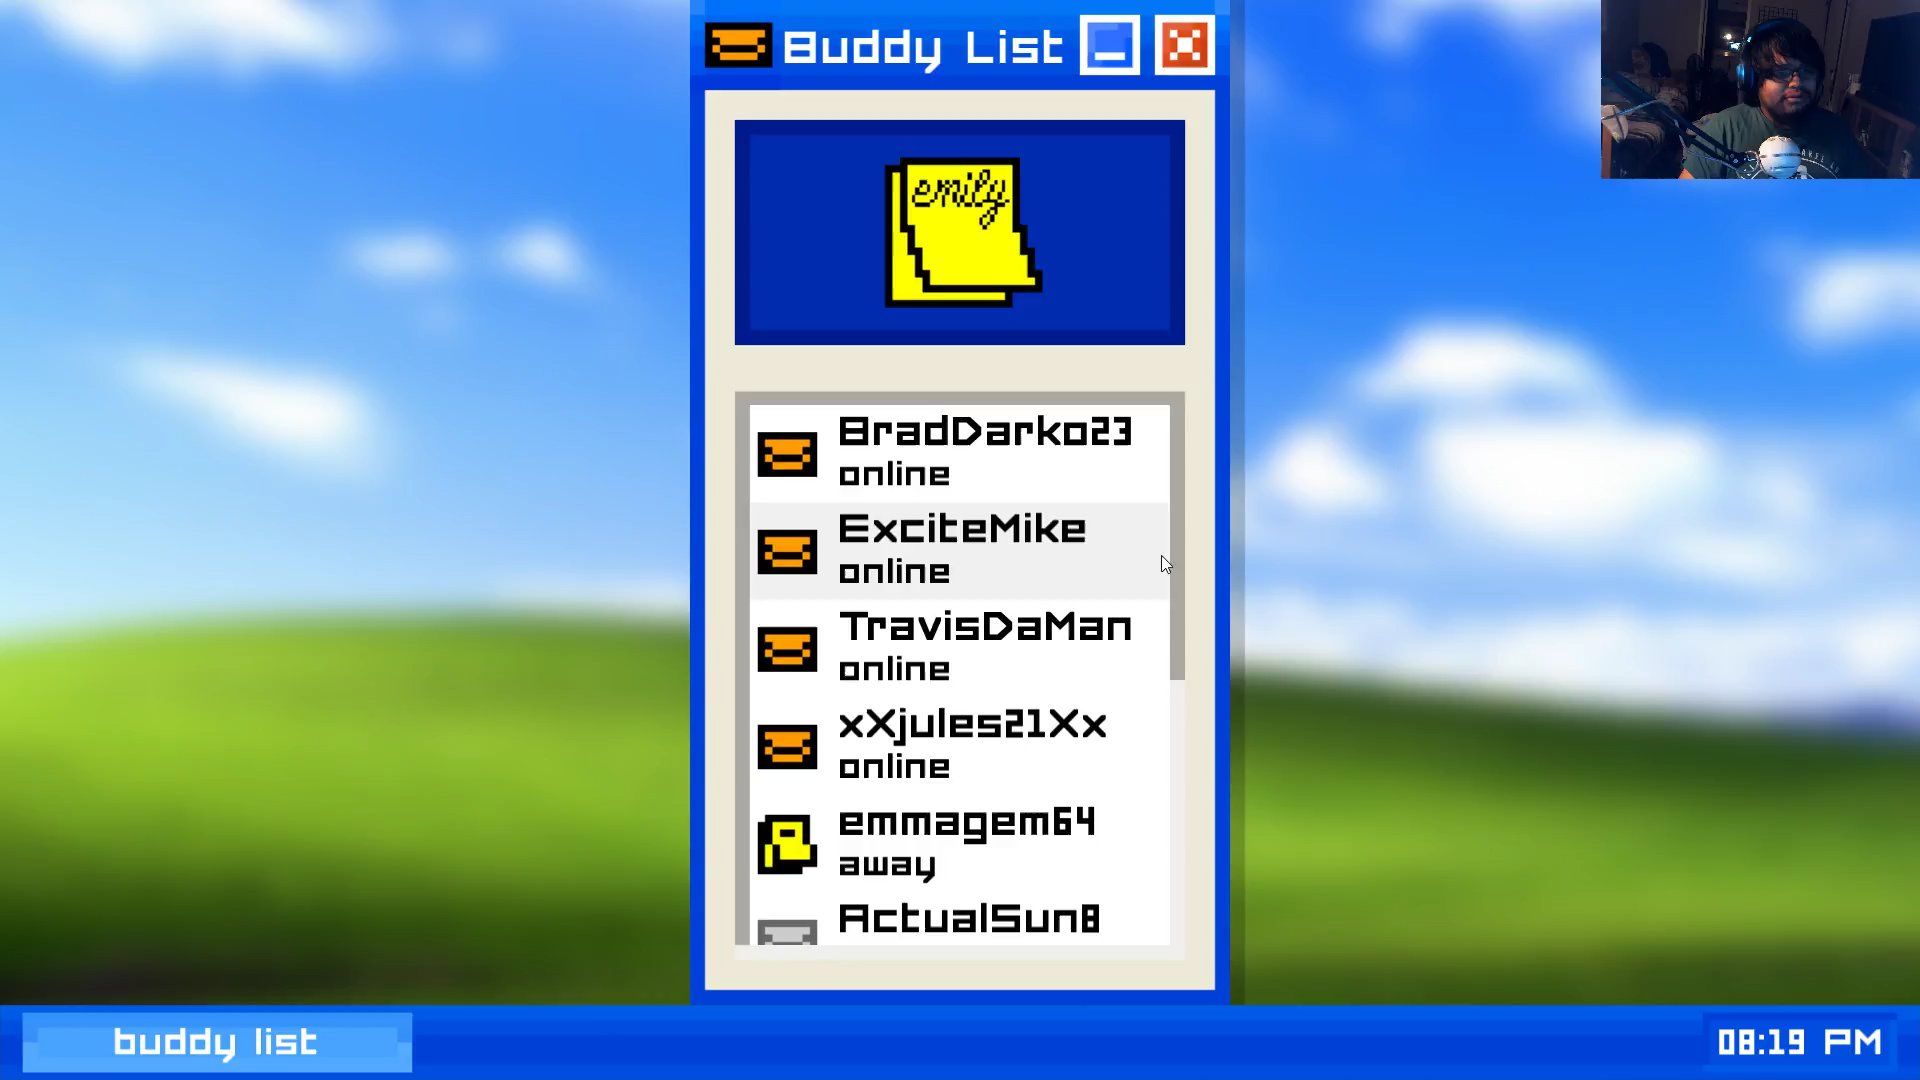 Buddy List
emily
BradDarko23
online
ExciteMike
online
TravisDaMan
online
xXjules21Xx
online
emmagem64
away
ActualSun8
buddy list
08:19 PM